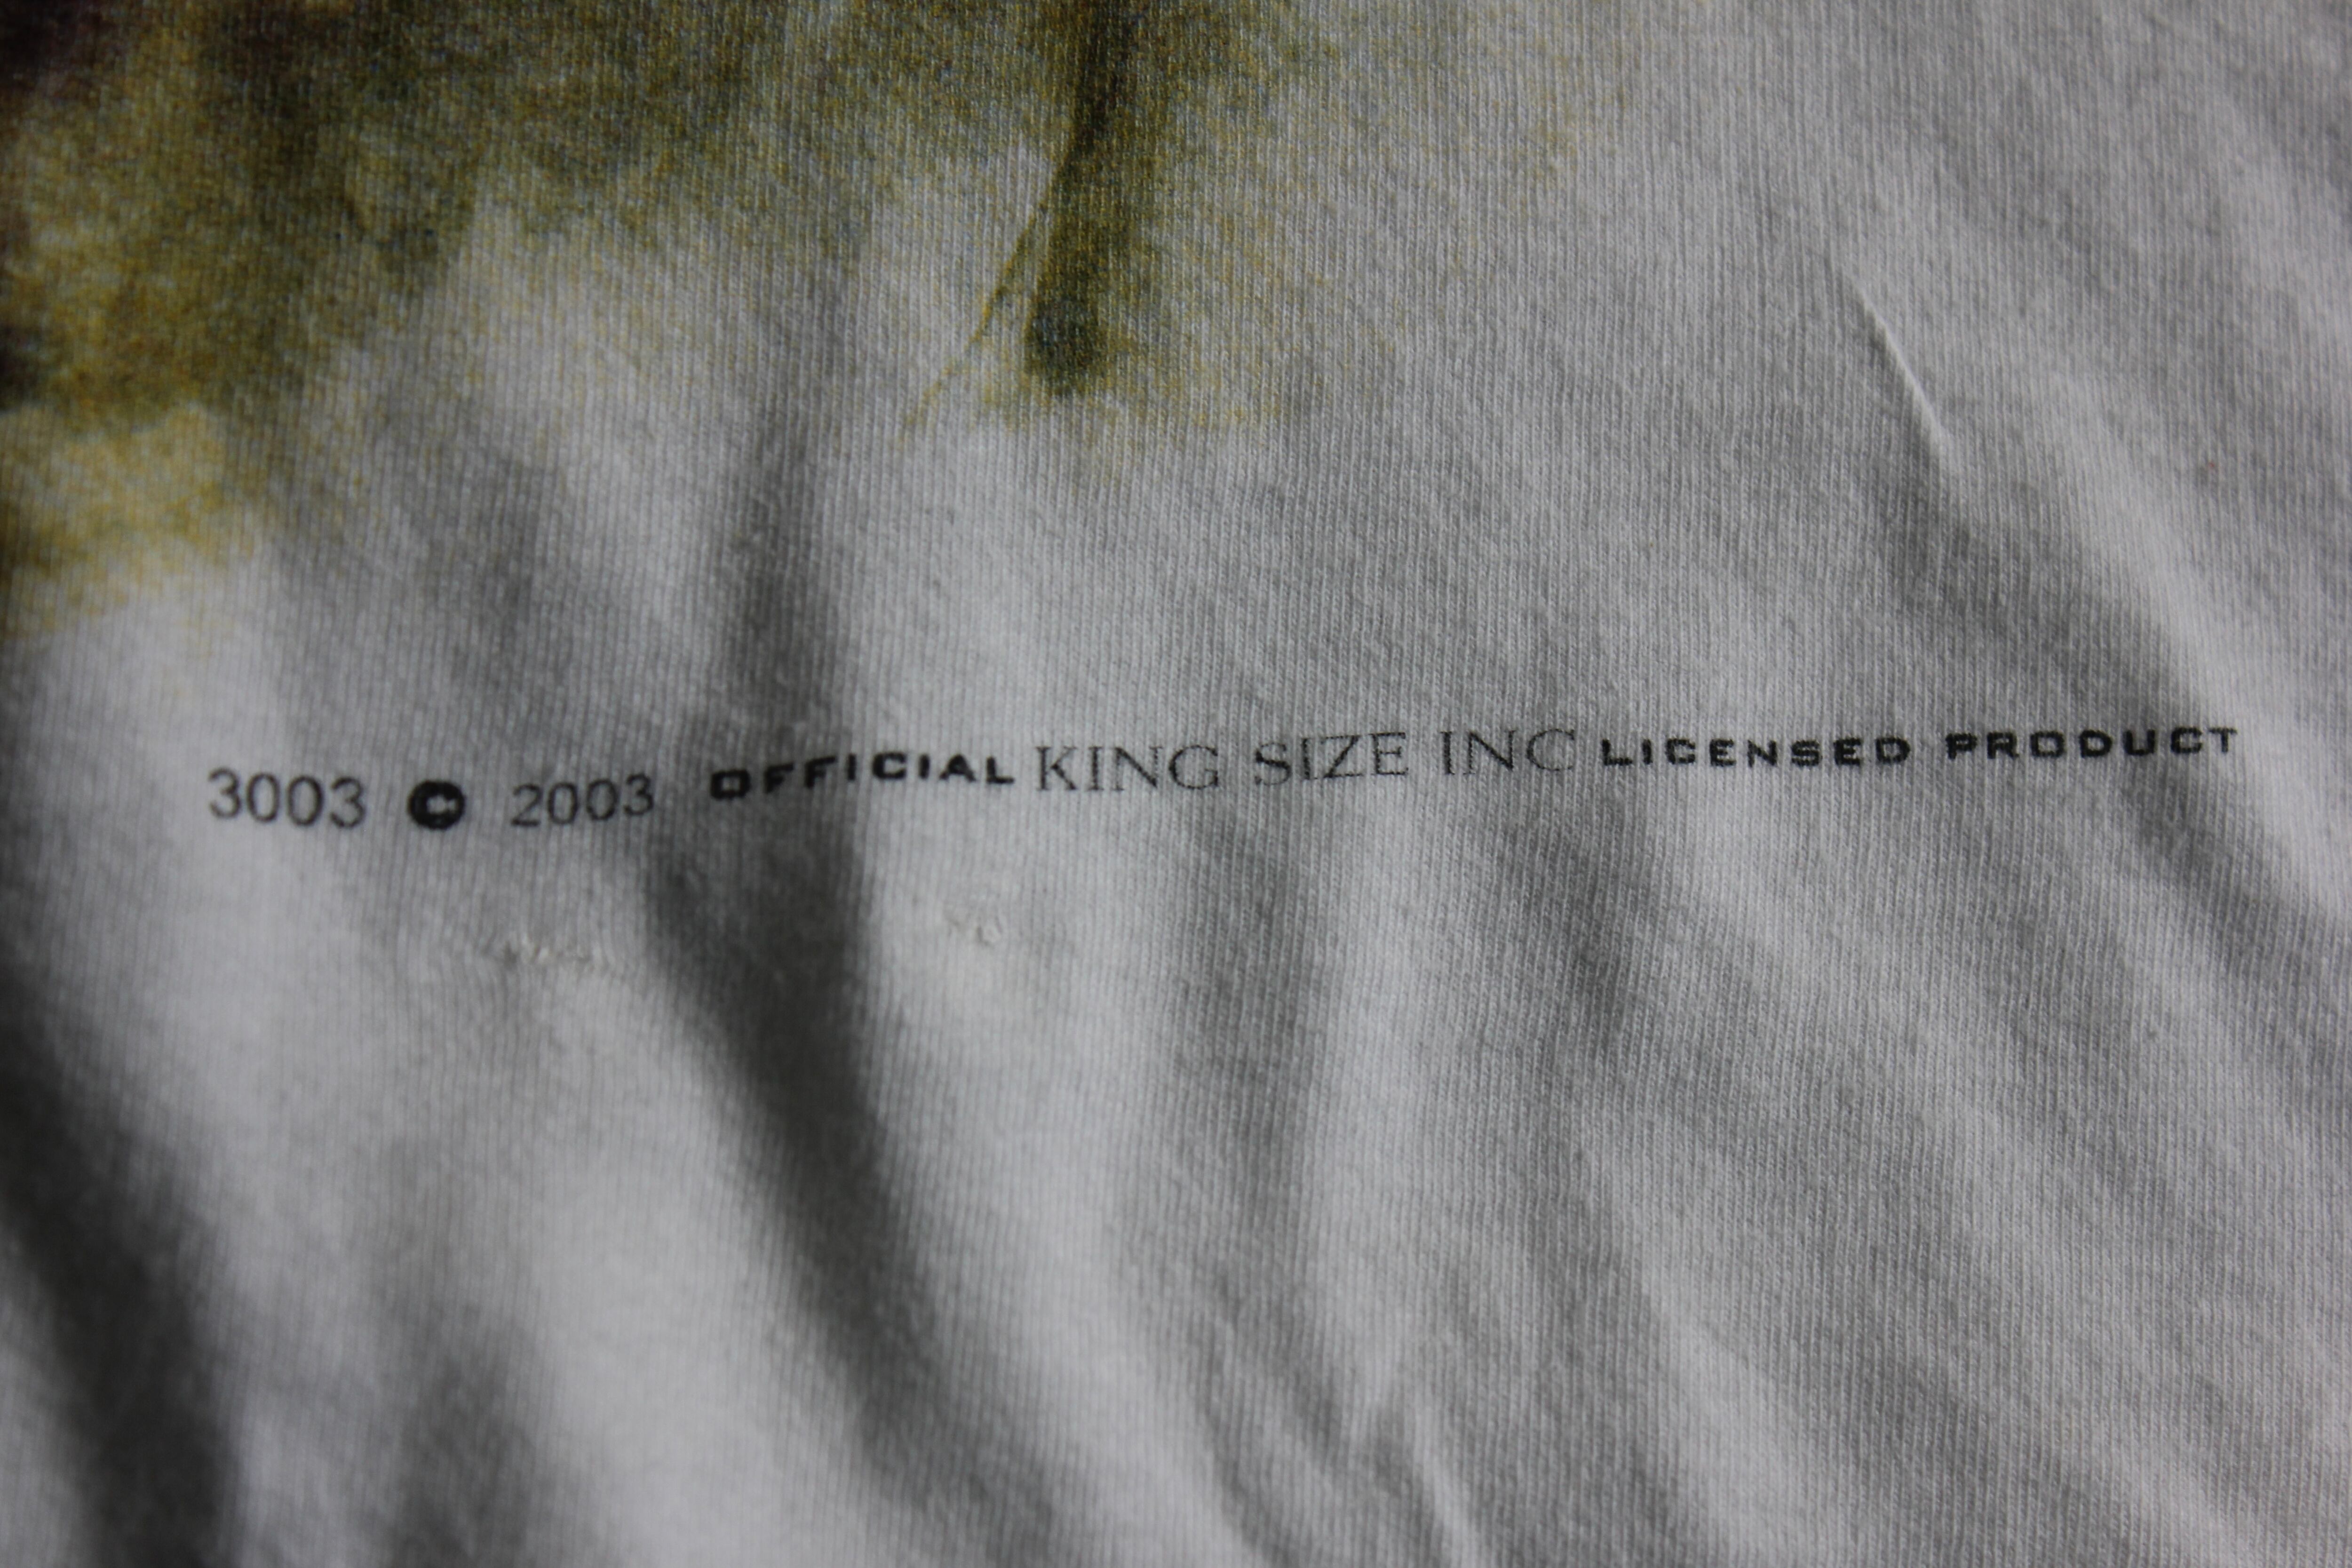 3003 © 2003 OFFICIAL KING SIZE INC LICENSED PRODUCT